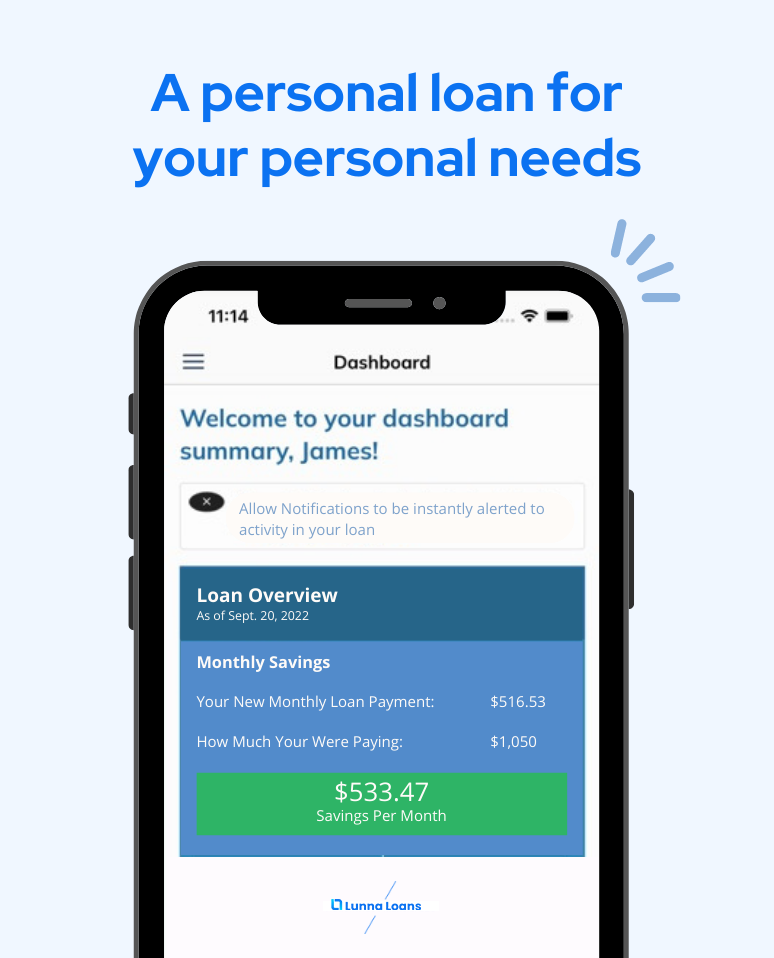 A personal loan for
your personal needs
11:14
Dashboard
Welcome to your dashboard
summary, James!
Allow Notifications to be instantly alerted to
activity in your loan
Loan Overview
As of Sept. 20, 2022
Monthly Savings
Your New Monthly Loan Payment: $516.53
How Much Your Were Paying: $1,050
$533.47
Savings Per Month
Lunna Loans